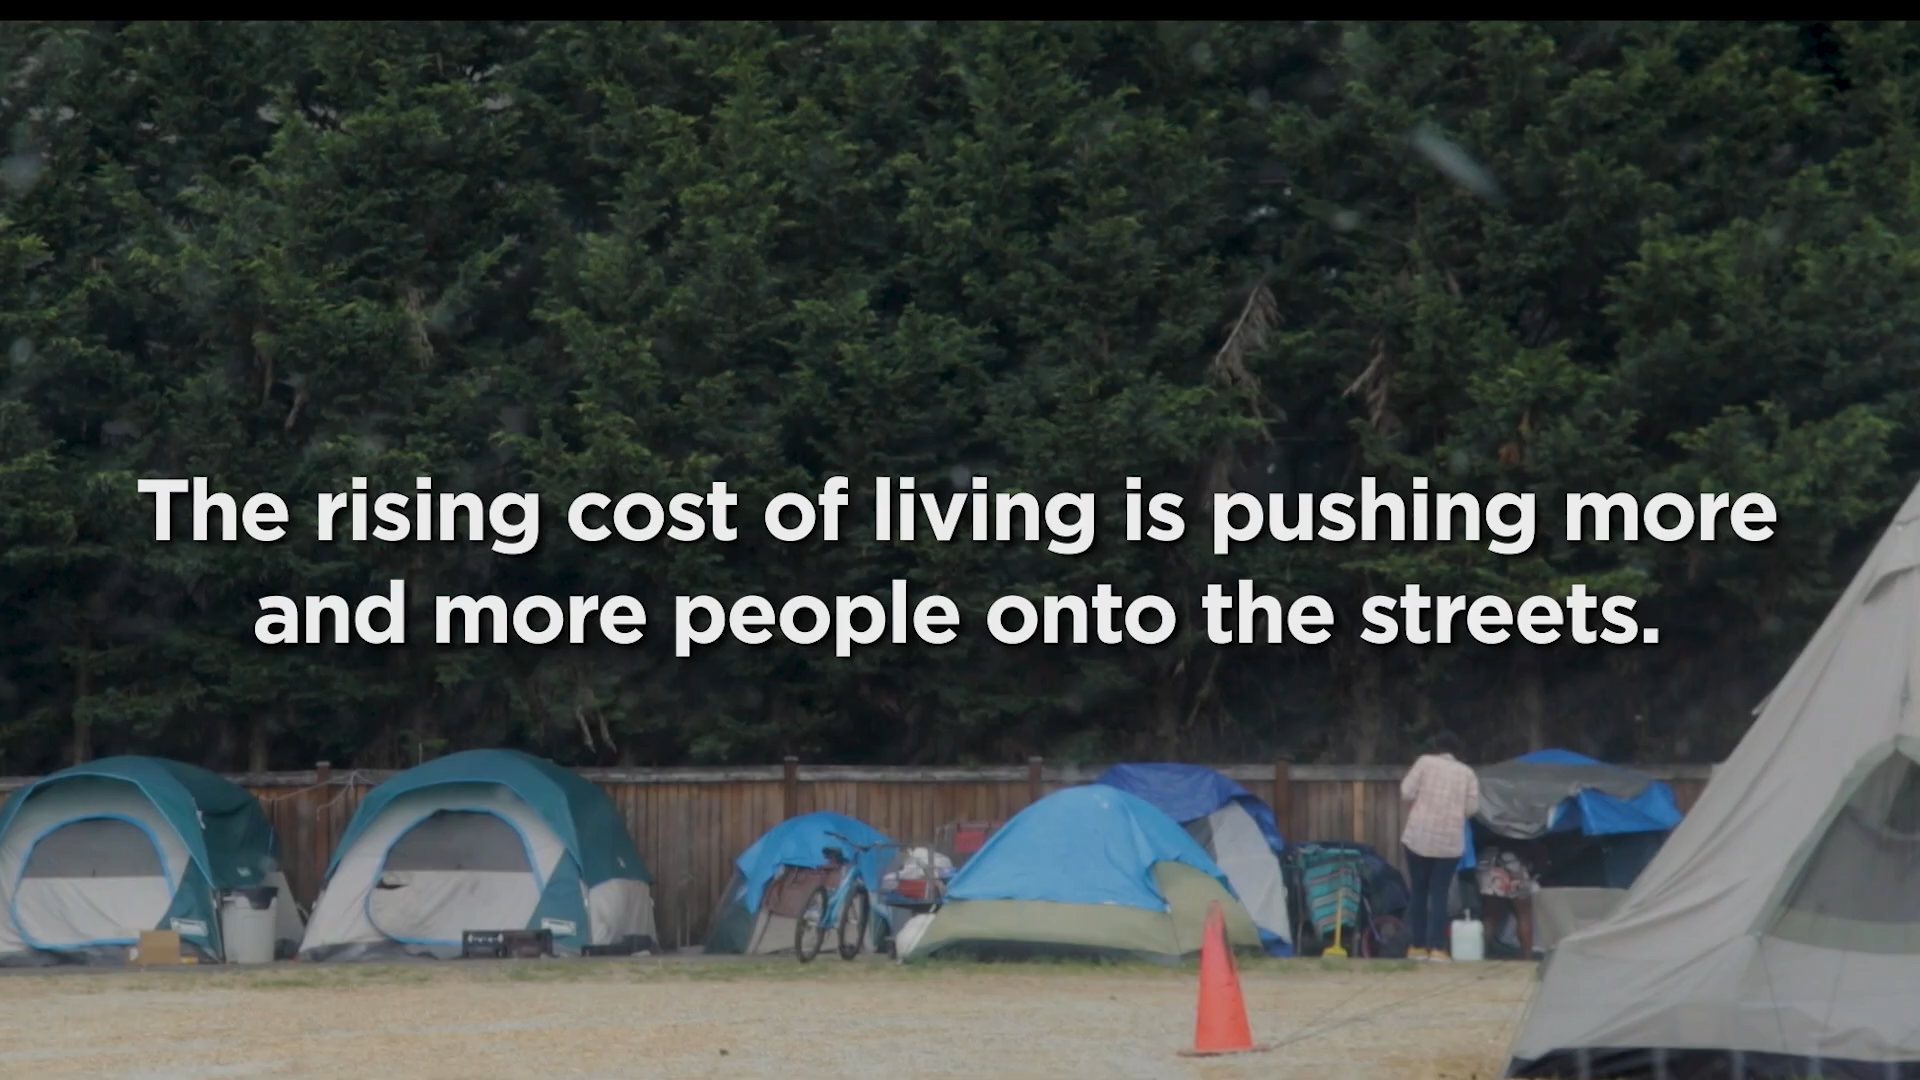 The rising cost of living is pushing more
and more people onto the streets.